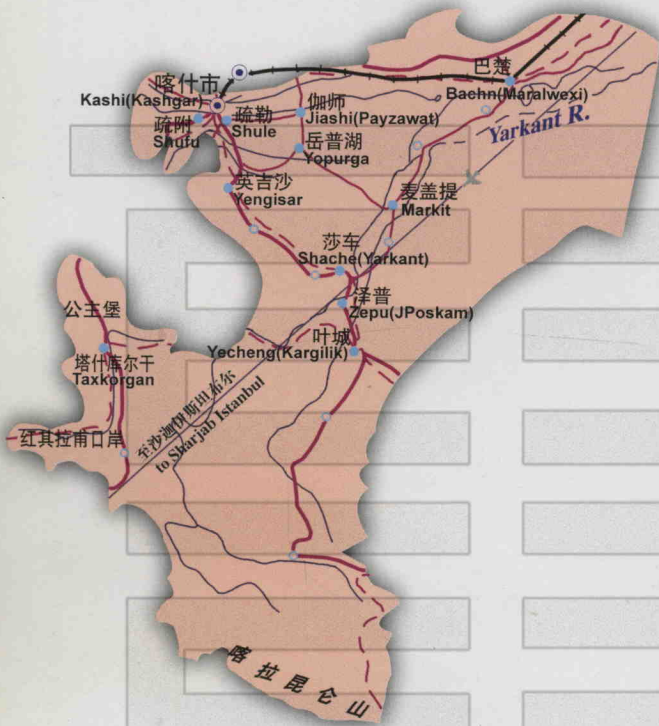 喀什市
Kashi(Kashgar)
疏附
Shufu
疏勒
Shule
伽师
Jiashi(Payzawat)
岳普湖
Yopurga
巴楚
Bachn(Maralwexi)
Yarkant R.
英吉沙
Yengisar
麦盖提
Markit
莎车
Shache(Yarkant)
泽普
Zepu(JPoskam)
叶城
Yecheng(Kargilik)
公主堡
塔什库尔干
Taxkorgan
红其拉甫口岸
至沙迦伊斯坦布尔
to Sharjab Istanbul
喀拉昆仑山